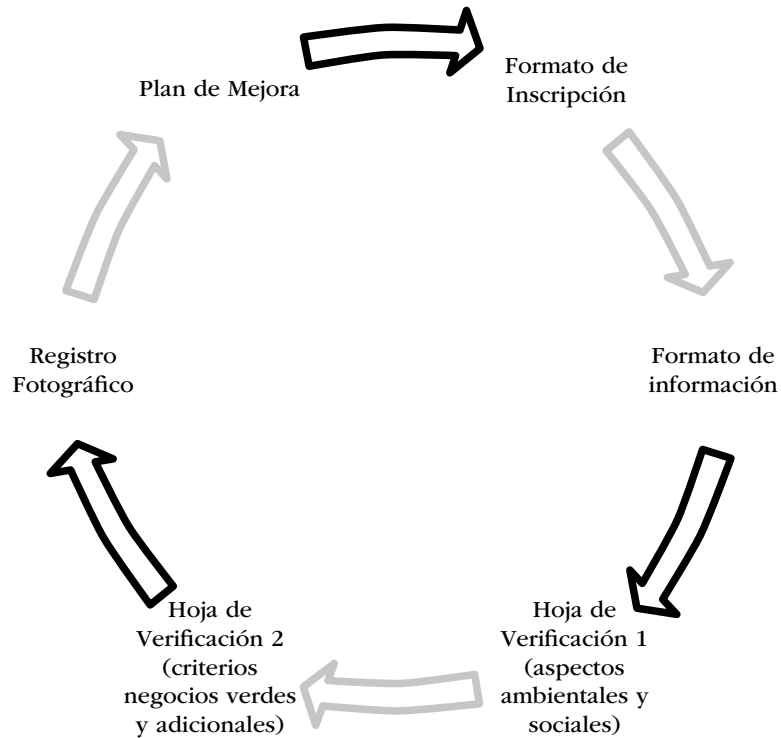 Plan de Mejora
Formato de
Inscripción
Formato de
información
Hoja de
Verificación 1
(aspectos
ambientales y
sociales)
Hoja de
Verificación 2
(criterios
negocios verdes
y adicionales)
Registro
Fotográfico